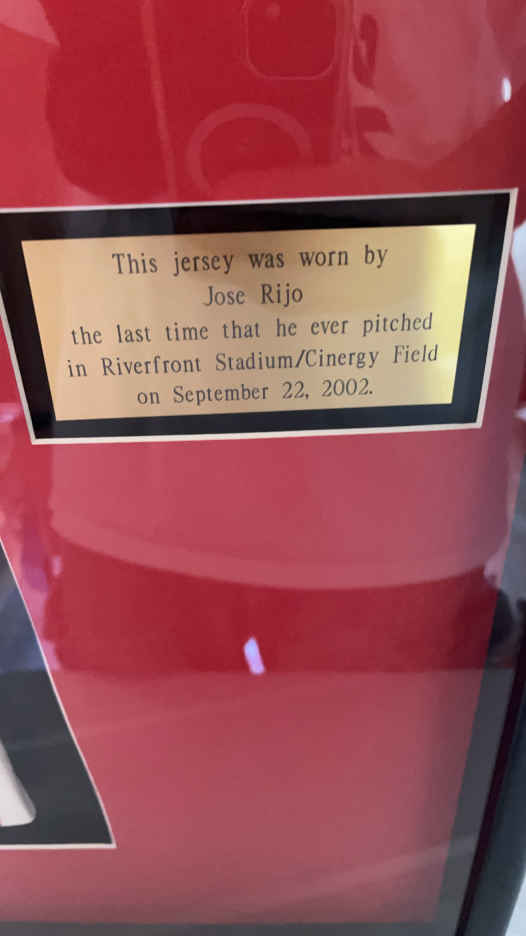 This jersey was worn by
Jose Rijo
the last time that he ever pitched
in Riverfront Stadium/Cinergy Field
on September 22, 2002.